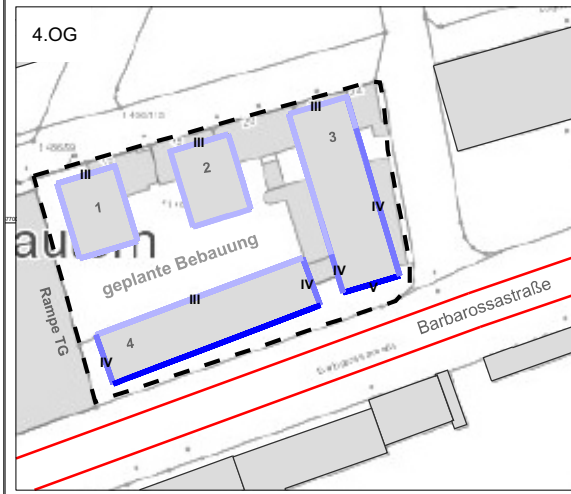 4.OG
III
3
III
2
III
1
IV
autern
geplante Bebauung
IV
IV
III
V
Rampe TG
Barbarossastraße
4
IV